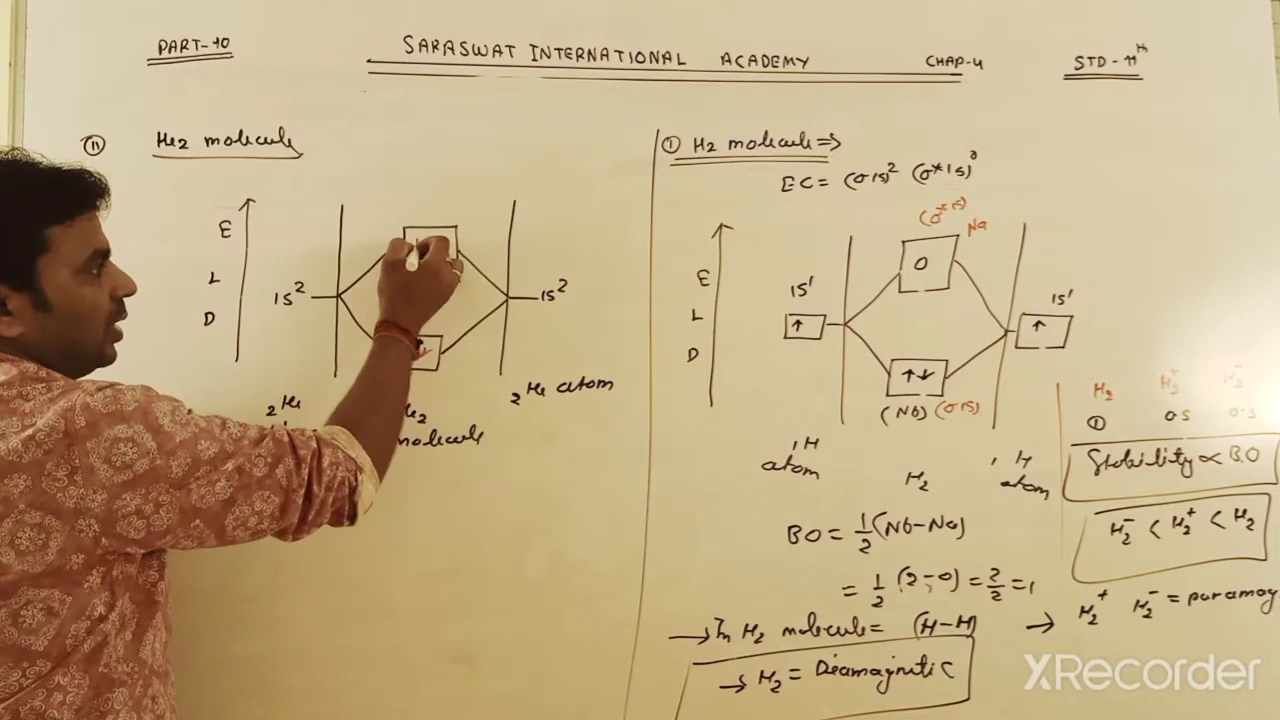 PART-10
SARASWAT INTERNATIONAL ACADEMY
CHAP-4
STD-11th
(II) He2 molecule
E
L
D
1s²
1s²
↑↓
2He
He2
molecule
2He atom
(I) H2 molecule ⇒
EC = (σ1s)² (σ*1s)⁰
(σ*1s)
Na
E
L
D
1s¹
1s¹
0
↑
↑
↑↓
(Nb) (σ1s)
1H
atom
H2
1H
atom
BO = 1/2 (Nb-Na)
= 1/2 (2-0) = 2/2 = 1
→ In H2 molecule = (H-H)
→ H2 = Diamagnetic
H2 H2⁺ H2⁻
(1) 0.5 0.5
Stability ∝ B.O
H2⁻ < H2⁺ < H2
→ H2⁺ H2⁻ = paramag
XRecorder